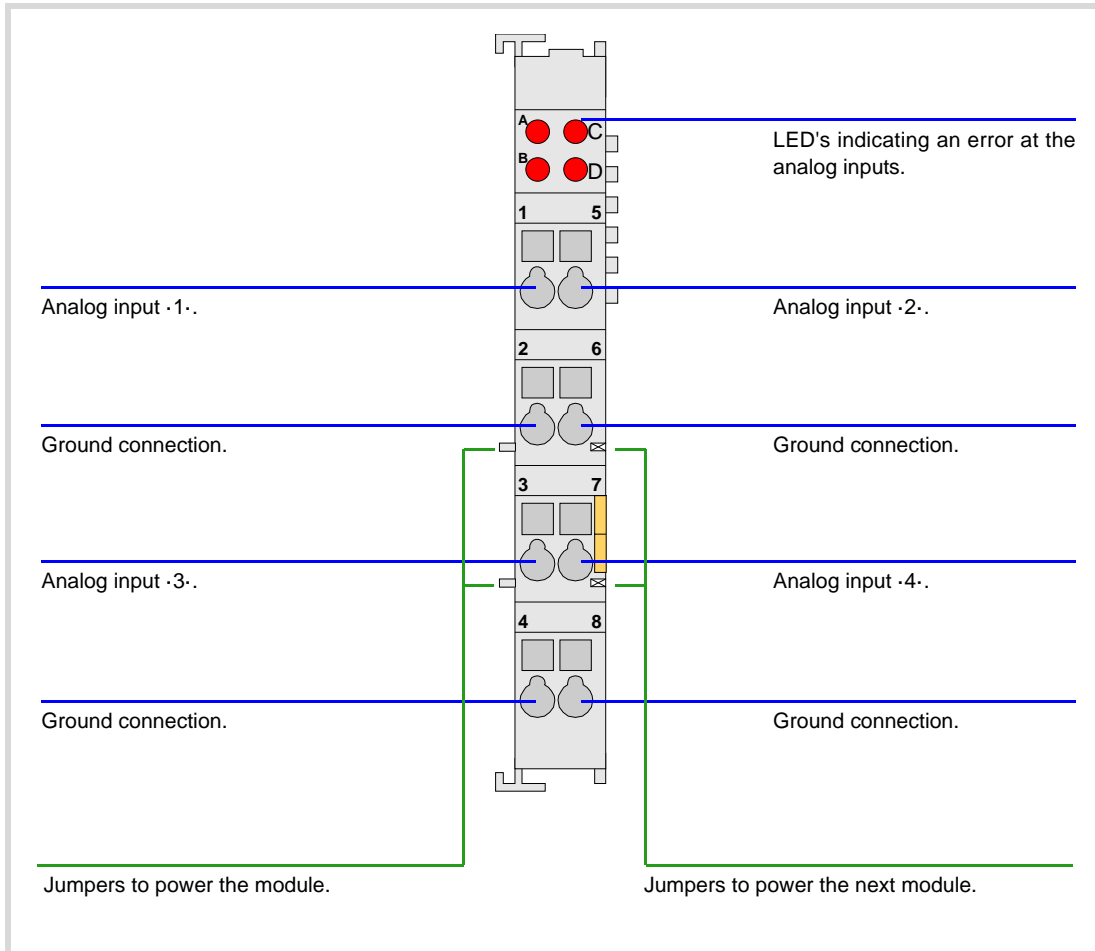 A
C
LED's indicating an error at the
analog inputs.
B
D
1 5
Analog input ·1·.
Analog input ·2·.
2 6
Ground connection.
Ground connection.
3 7
Analog input ·3·.
Analog input ·4·.
4 8
Ground connection.
Ground connection.
Jumpers to power the module.
Jumpers to power the next module.